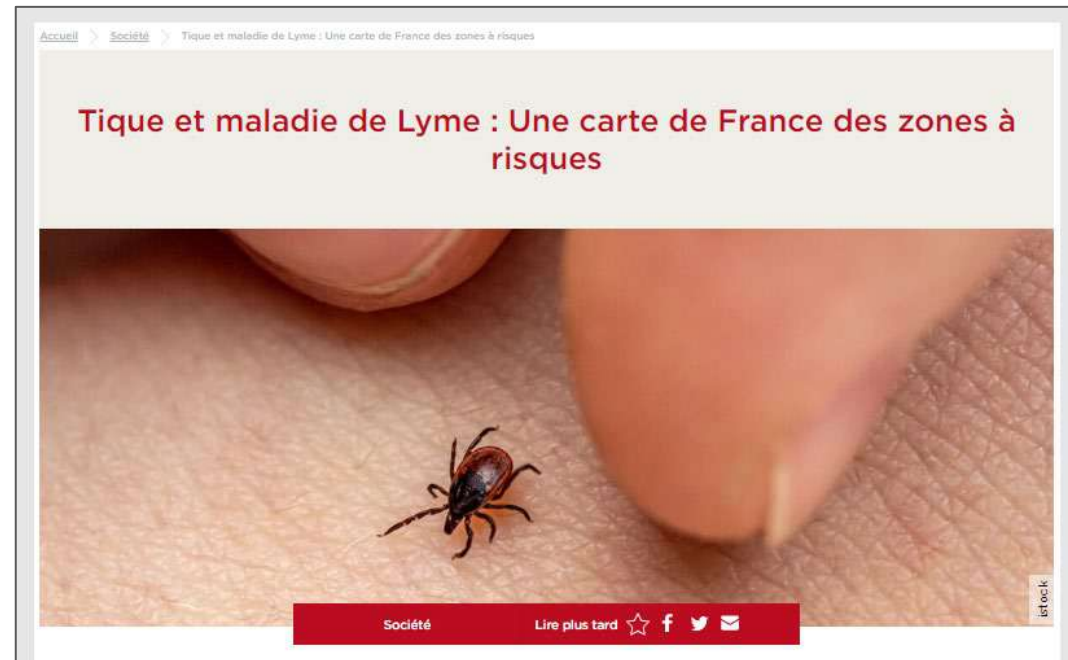 Accueil Société Tique et maladie de Lyme : Une carte de France des zones à risques
Tique et maladie de Lyme : Une carte de France des zones à
risques
istock
Société Lire plus tard